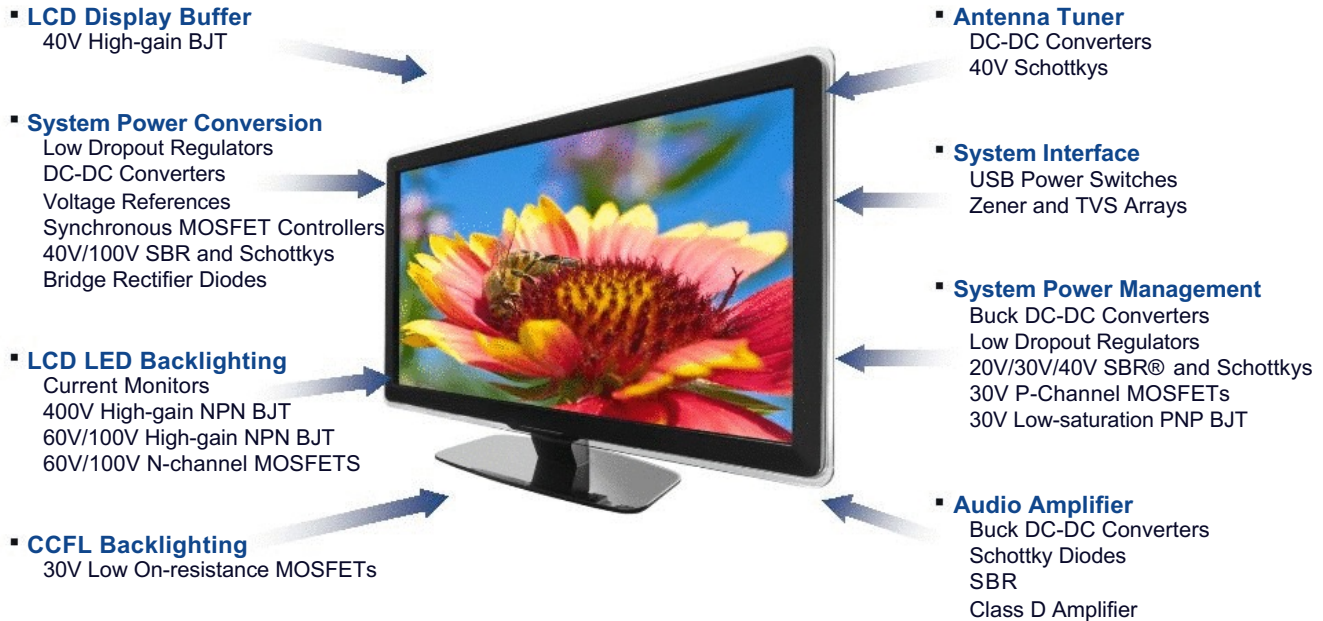 ▪ LCD Display Buffer
40V High-gain BJT
▪ System Power Conversion
Low Dropout Regulators
DC-DC Converters
Voltage References
Synchronous MOSFET Controllers
40V/100V SBR and Schottkys
Bridge Rectifier Diodes
▪ LCD LED Backlighting
Current Monitors
400V High-gain NPN BJT
60V/100V High-gain NPN BJT
60V/100V N-channel MOSFETS
▪ CCFL Backlighting
30V Low On-resistance MOSFETs
▪ Antenna Tuner
DC-DC Converters
40V Schottkys
▪ System Interface
USB Power Switches
Zener and TVS Arrays
▪ System Power Management
Buck DC-DC Converters
Low Dropout Regulators
20V/30V/40V SBR® and Schottkys
30V P-Channel MOSFETs
30V Low-saturation PNP BJT
▪ Audio Amplifier
Buck DC-DC Converters
Schottky Diodes
SBR
Class D Amplifier